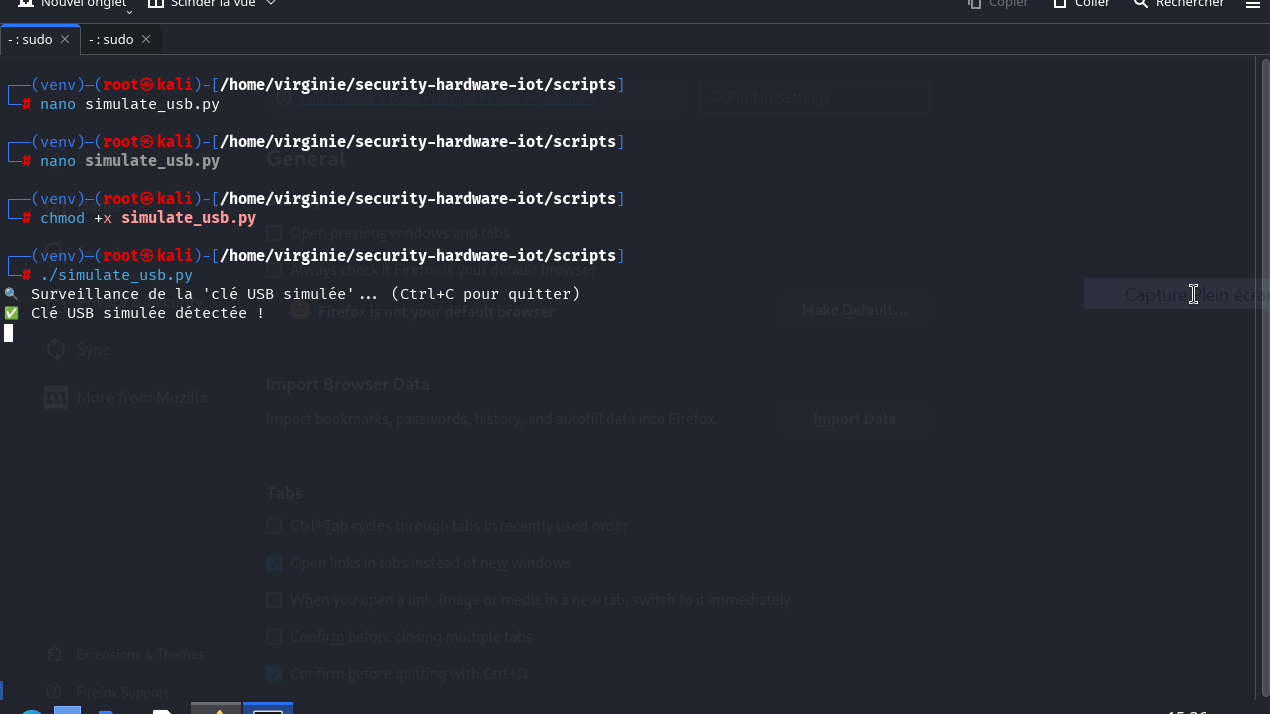 Nouvel onglet Scinder la vue Copier Coller Rechercher
- : sudo × - : sudo ×
(venv)-(root㉿kali)-[/home/virginie/security-hardware-iot/scripts]
# nano simulate_usb.py
Find in Settings
(venv)-(root㉿kali)-[/home/virginie/security-hardware-iot/scripts]
# nano simulate_usb.py
General
(venv)-(root㉿kali)-[/home/virginie/security-hardware-iot/scripts]
# chmod +x simulate_usb.py
Open previous windows and tabs
(venv)-(root㉿kali)-[/home/virginie/security-hardware-iot/scripts]
# ./simulate_usb.py
Always check if Firefox is your default browser
🔍 Surveillance de la 'clé USB simulée'... (Ctrl+C pour quitter)
Capture Plein écra
✅ Clé USB simulée détectée !
Firefox is not your default browser
Make Default...
Sync
Import Browser Data
More from Mozilla
Import bookmarks, passwords, history, and autofill data into Firefox.
Import Data
Tabs
Ctrl+Tab cycles through tabs in recently used order
Open links in tabs instead of new windows
When you open a link, image or media in a new tab, switch to it immediately
Confirm before closing multiple tabs
Extensions & Themes
Confirm before quitting with Ctrl+Q
Firefox Support